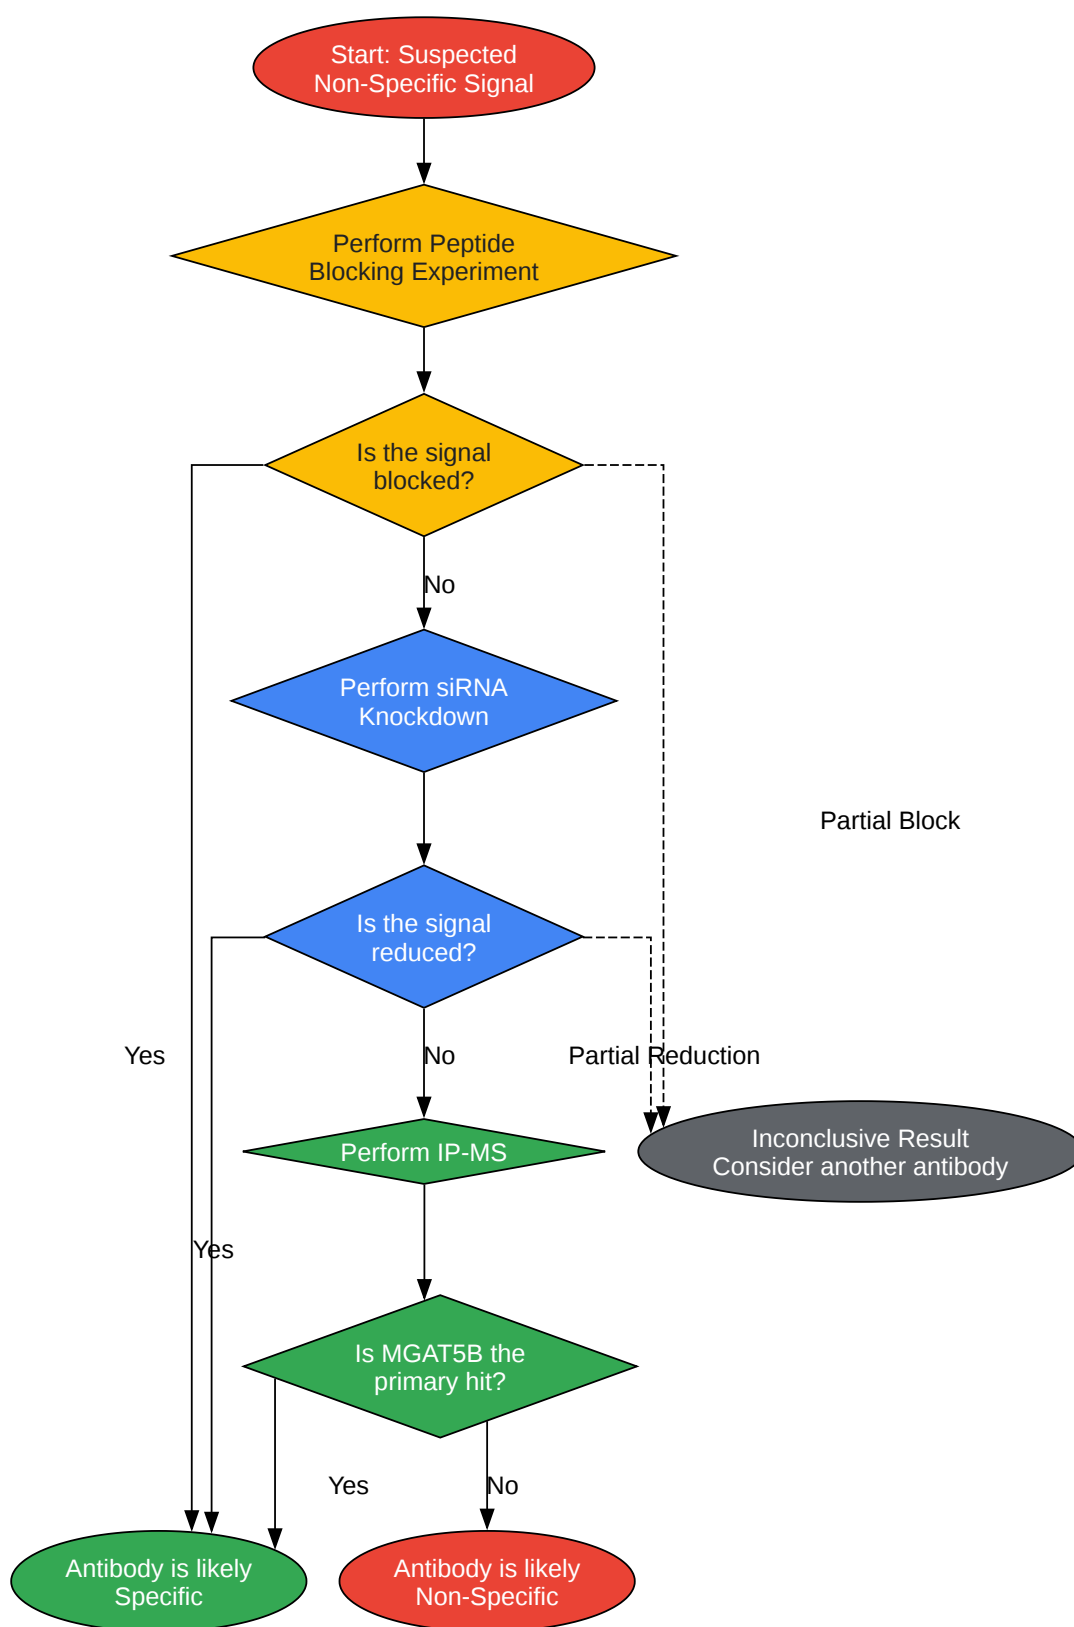 Start: Suspected
Non-Specific Signal
Perform Peptide
Blocking Experiment
Is the signal
blocked?
No
Perform siRNA
Knockdown
Partial Block
Is the signal
reduced?
Yes
No
Partial Reduction
Perform IP-MS
Inconclusive Result
Consider another antibody
Yes
Is MGAT5B the
primary hit?
Yes
No
Antibody is likely
Specific
Antibody is likely
Non-Specific